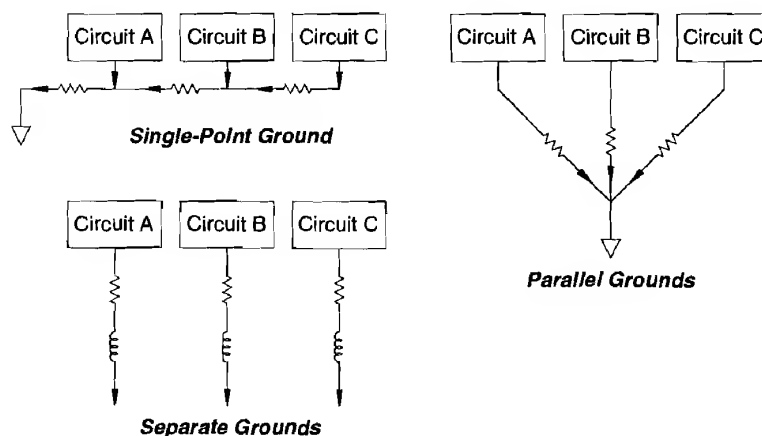 Circuit A
Circuit B
Circuit C
Single-Point Ground
Circuit A
Circuit B
Circuit C
Parallel Grounds
Circuit A
Circuit B
Circuit C
Separate Grounds